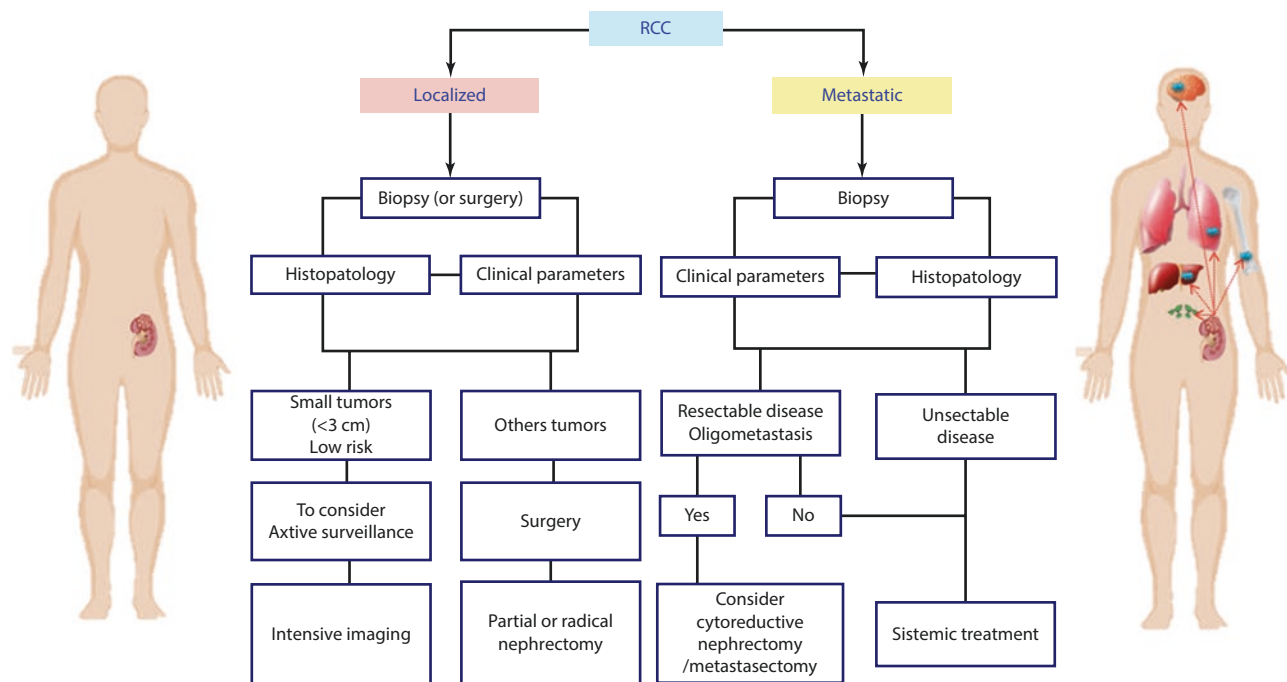 RCC
Localized
Metastatic
Biopsy (or surgery)
Biopsy
Histopatology
Clinical parameters
Clinical parameters
Histopathology
Small tumors
(<3 cm)
Low risk
Others tumors
Resectable disease
Oligometastasis
Unsectable
disease
To consider
Axtive surveillance
Surgery
Yes
No
Intensive imaging
Partial or radical
nephrectomy
Consider
cytoreductive
nephrectomy
/metastasectomy
Sistemic treatment